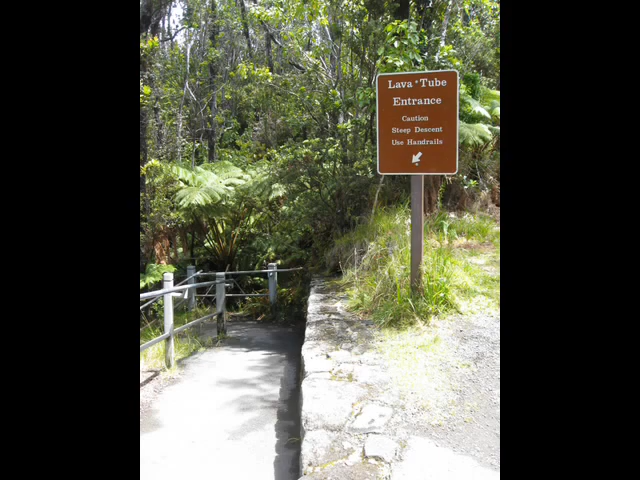 Lava Tube
Entrance
Caution
Steep Descent
Use Handrails